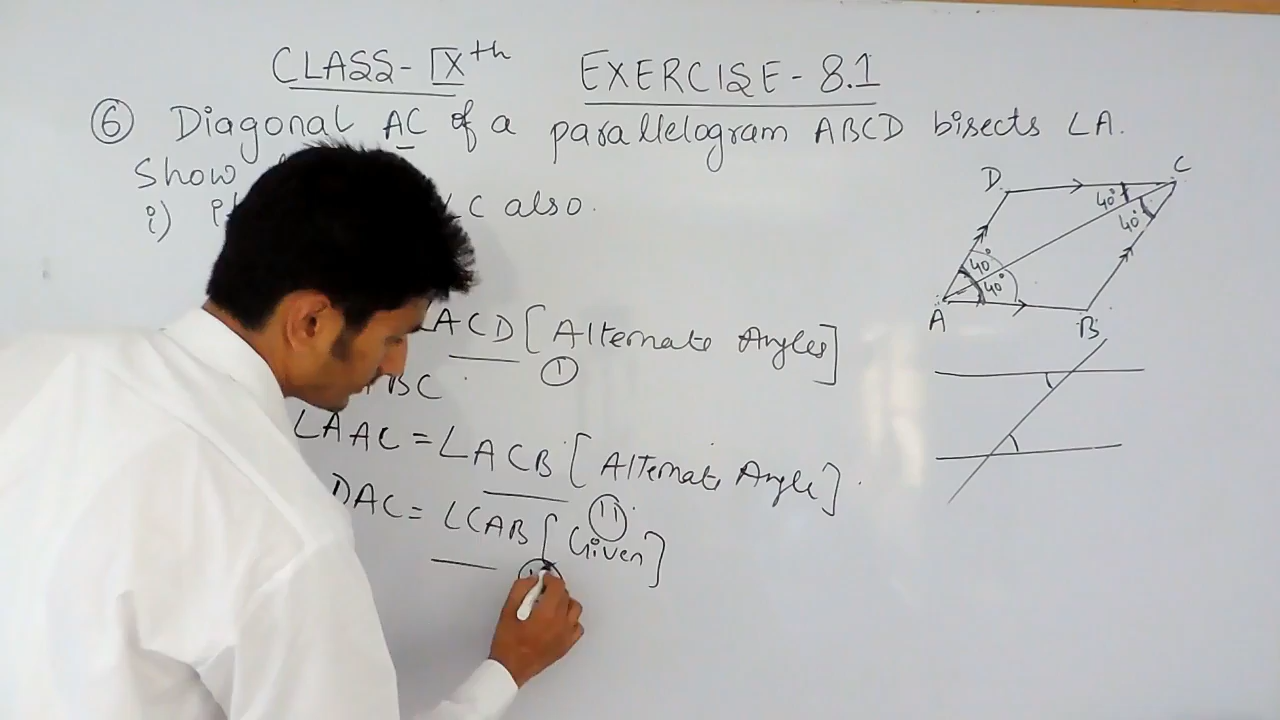 CLASS-IXth EXERCISE-8.1
⑥ Diagonal AC of a parallelogram ABCD bisects ∠A.
Show
i) C also.
∠ACD [Alternate Angles]
①
BC
∠AAC = ∠ACB [Alternate Angle].
⑪
DAC = ∠CAB [Given]
D C
40° 40°
40° 40°
A B